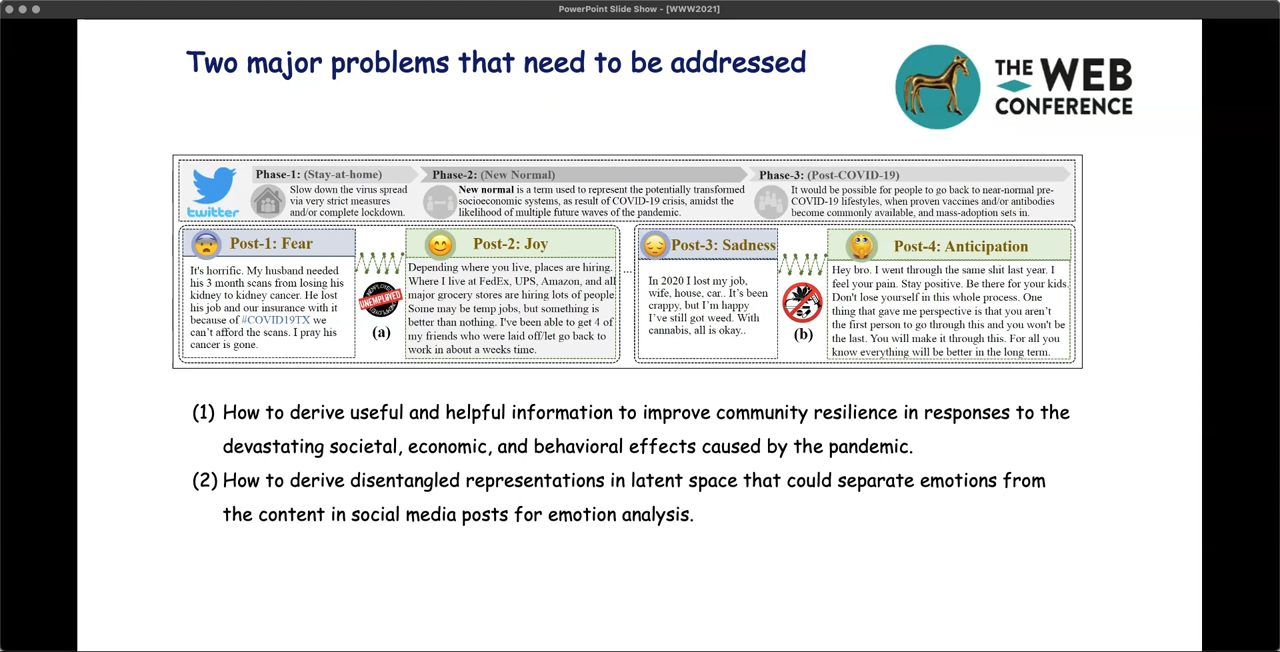 PowerPoint Slide Show - [WWW2021]
Two major problems that need to be addressed
THE WEB
CONFERENCE
twitter
Phase-1: (Stay-at-home)
Slow down the virus spread
via very strict measures
and/or complete lockdown.
Phase-2: (New Normal)
New normal is a term used to represent the potentially transformed
socioeconomic systems, as result of COVID-19 crisis, amidst the
likelihood of multiple future waves of the pandemic.
Phase-3: (Post-COVID-19)
It would be possible for people to go back to near-normal pre-
COVID-19 lifestyles, when proven vaccines and/or antibodies
become commonly available, and mass-adoption sets in.
Post-1: Fear
It's horrific. My husband needed
his 3 month scans from losing his
kidney to kidney cancer. He lost
his job and our insurance with it
because of #COVID19TX we
can't afford the scans. I pray his
cancer is gone.
UNEMPLOYED
(a)
Post-2: Joy
Depending where you live, places are hiring.
Where I live at FedEx, UPS, Amazon, and all
major grocery stores are hiring lots of people.
Some may be temp jobs, but something is
better than nothing. I've been able to get 4 of
my friends who were laid off/let go back to
work in about a weeks time.
...
Post-3: Sadness
In 2020 I lost my job,
wife, house, car.. It's been
crappy, but I'm happy
I've still got weed. With
cannabis, all is okay..
(b)
Post-4: Anticipation
Hey bro. I went through the same shit last year. I
feel your pain. Stay positive. Be there for your kids.
Don't lose yourself in this whole process. One
thing that gave me perspective is that you aren't
the first person to go through this and you won't be
the last. You will make it through this. For all you
know everything will be better in the long term.
(1) How to derive useful and helpful information to improve community resilience in responses to the
devastating societal, economic, and behavioral effects caused by the pandemic.
(2) How to derive disentangled representations in latent space that could separate emotions from
the content in social media posts for emotion analysis.